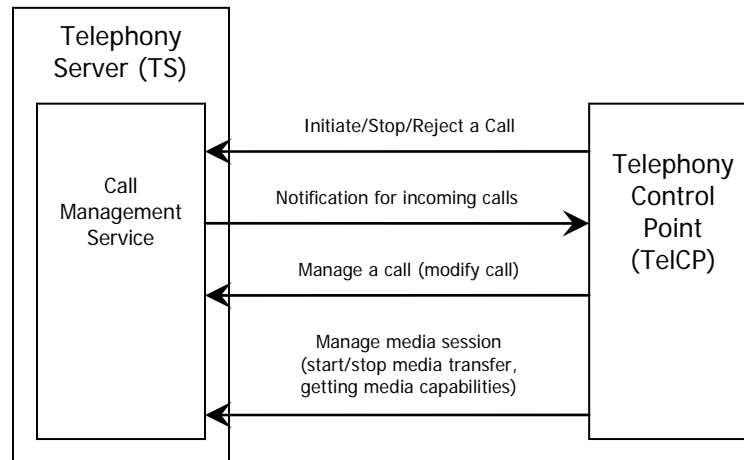 Telephony
Server (TS)
Call
Management
Service
Initiate/Stop/Reject a Call
Notification for incoming calls
Manage a call (modify call)
Manage media session
(start/stop media transfer,
getting media capabilities)
Telephony
Control
Point
(TelCP)